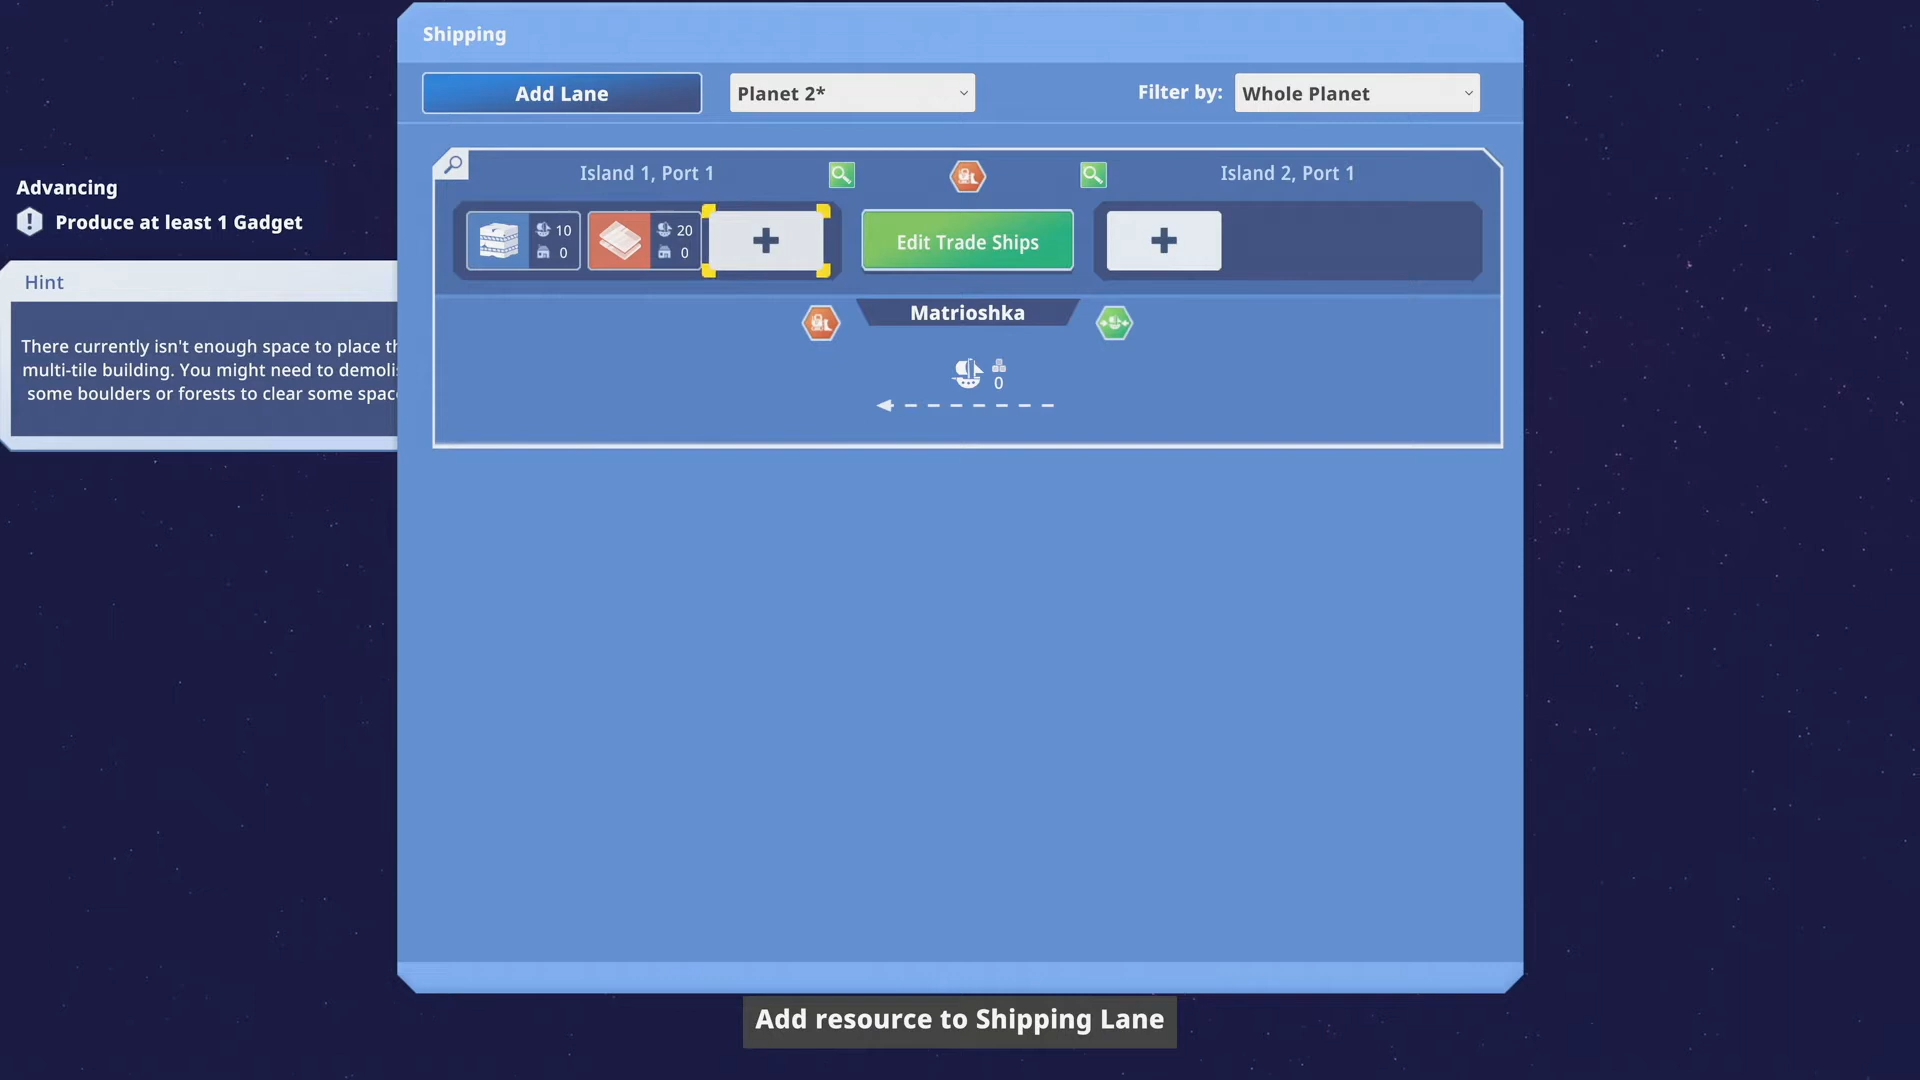 Shipping
Add Lane
Planet 2*
Filter by:
Whole Planet
Advancing
Produce at least 1 Gadget
Hint
There currently isn't enough space to place th
multi-tile building. You might need to demolis
some boulders or forests to clear some space
Island 1, Port 1
Island 2, Port 1
10
0
20
0
Edit Trade Ships
Matrioshka
0
Add resource to Shipping Lane